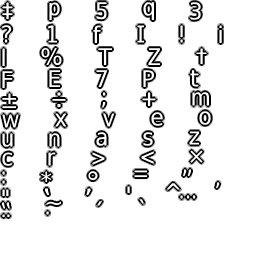 ‡ p 5 q 3
? 1 f I ! i
| % T Z †
F E 7 P t
± ÷ ; + m
w x v e o
u n a s z
c r > < ×
: * ° = " ^ ... ,